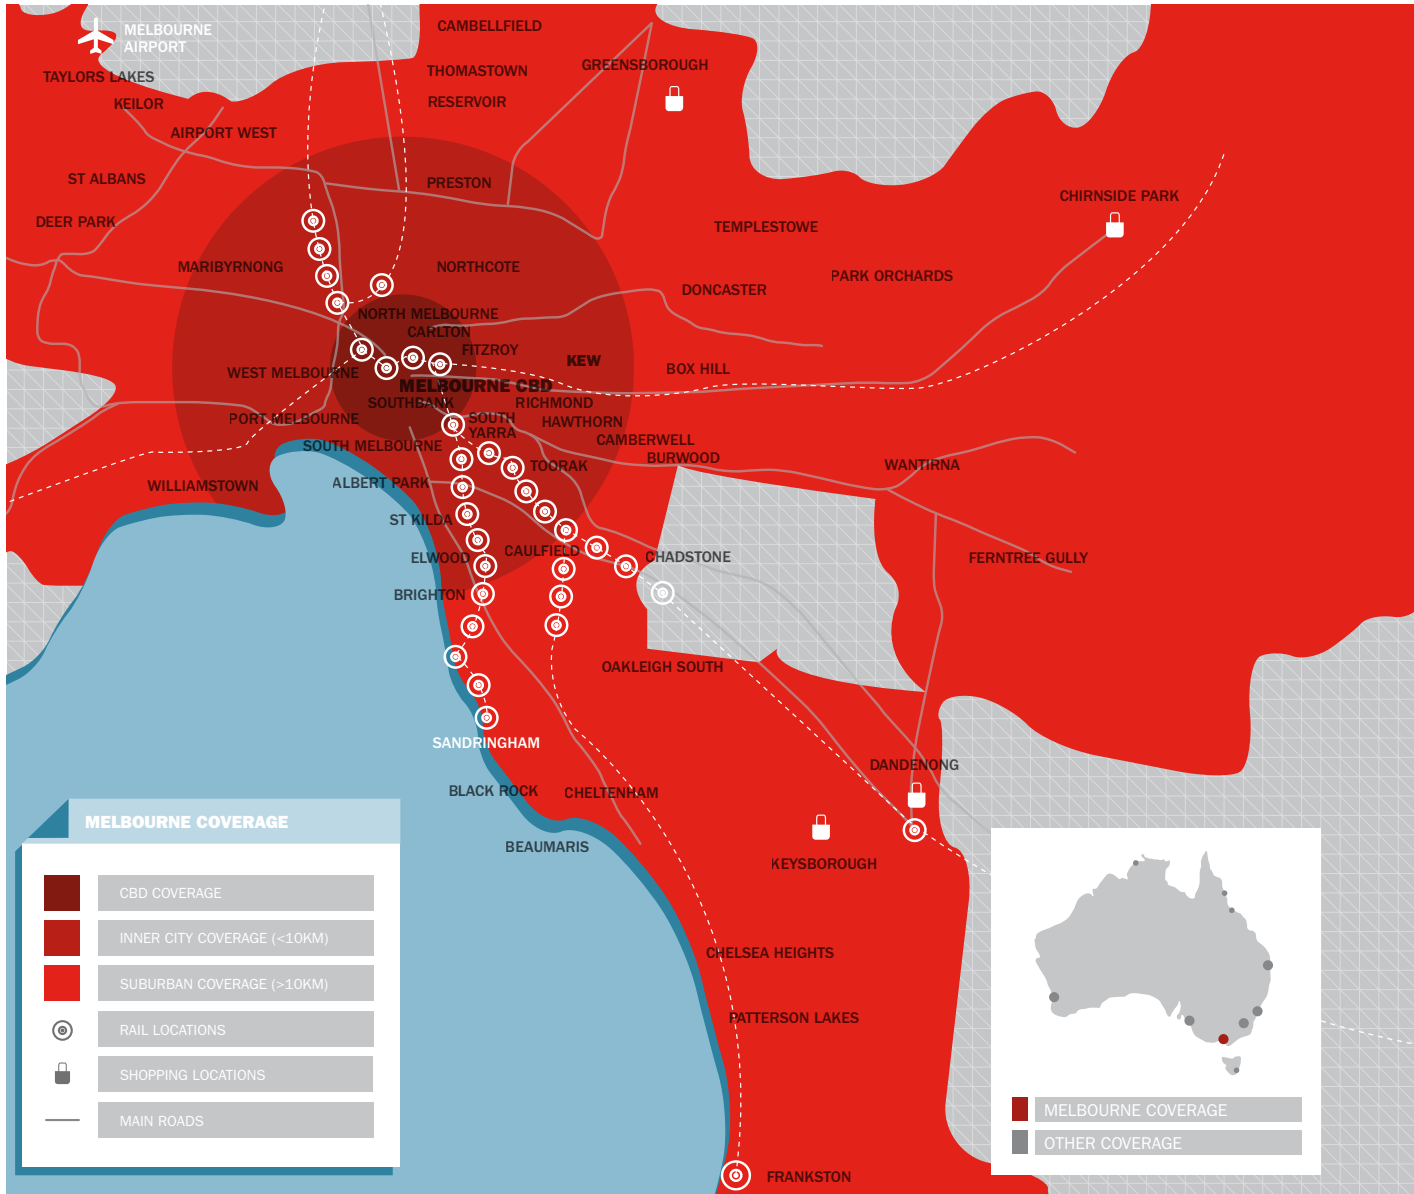 CAMBELLFIELD
MELBOURNE
AIRPORT
GREENSBOROUGH
THOMASTOWN
TAYLORS LAKES
RESERVOIR
KEILOR
AIRPORT WEST
ST ALBANS
PRESTON
CHIRNSIDE PARK
DEER PARK
TEMPLESTOWE
MARIBYRNONG
NORTHCOTE
PARK ORCHARDS
DONCASTER
NORTH MELBOURNE
CARLTON
FITZROY
KEW
BOX HILL
WEST MELBOURNE
MELBOURNE CBD
SOUTHBANK
RICHMOND
PORT MELBOURNE
SOUTH
YARRA
HAWTHORN
SOUTH MELBOURNE
CAMBERWELL
BURWOOD
TOORAK
WANTIRNA
WILLIAMSTOWN
ALBERT PARK
ST KILDA
ELWOOD
CAULFIELD
CHADSTONE
FERNTREE GULLY
BRIGHTON
OAKLEIGH SOUTH
SANDRINGHAM
DANDENONG
BLACK ROCK
CHELTENHAM
BEAUMARIS
KEYSBOROUGH
CHELSEA HEIGHTS
PATTERSON LAKES
FRANKSTON
MELBOURNE COVERAGE
CBD COVERAGE
INNER CITY COVERAGE (<10KM)
SUBURBAN COVERAGE (>10KM)
RAIL LOCATIONS
SHOPPING LOCATIONS
MAIN ROADS
MELBOURNE COVERAGE
OTHER COVERAGE